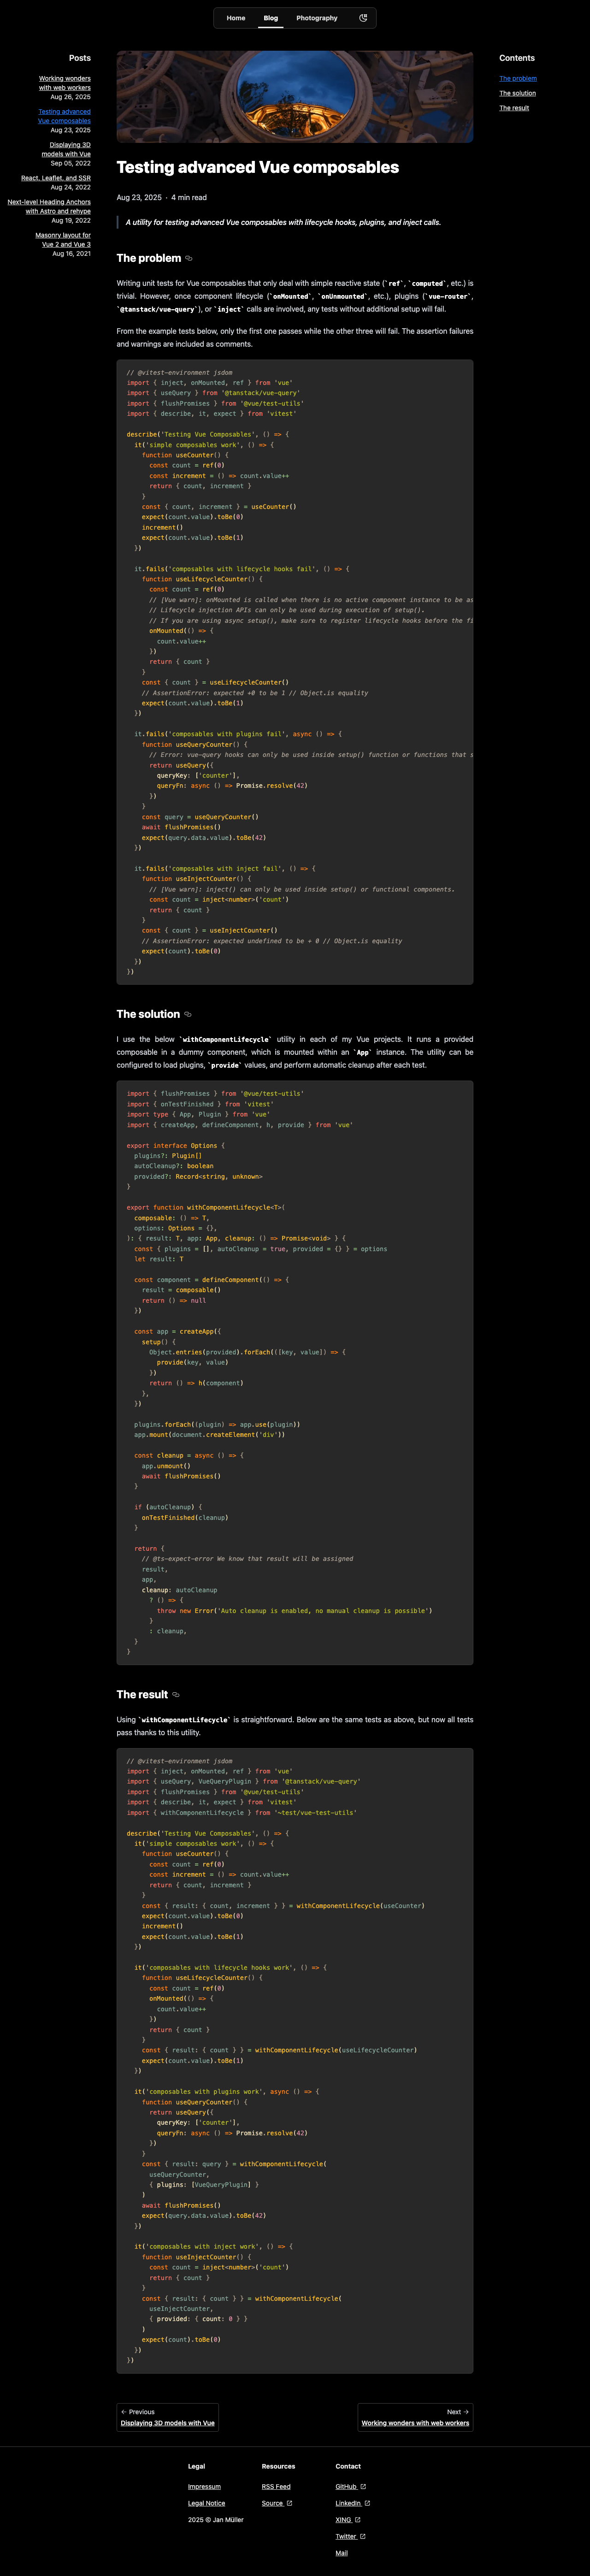 Home
Blog
Photography
Posts
Working wonders
with web workers
Aug 26, 2025
Testing advanced
Vue composables
Aug 23, 2025
Displaying 3D
models with Vue
Sep 05, 2022
React, Leaflet, and SSR
Aug 24, 2022
Next-level Heading Anchors
with Astro and rehype
Aug 19, 2022
Masonry layout for
Vue 2 and Vue 3
Aug 16, 2021
Contents
The problem
The solution
The result
Testing advanced Vue composables
Aug 23, 2025 · 4 min read
A utility for testing advanced Vue composables with lifecycle hooks, plugins, and inject calls.
The problem
Writing unit tests for Vue composables that only deal with simple reactive state (`ref`, `computed`, etc.) is
trivial. However, once component lifecycle (`onMounted`, `onUnmounted`, etc.), plugins (`vue-router`,
`@tanstack/vue-query`), or `inject` calls are involved, any tests without additional setup will fail.
From the example tests below, only the first one passes while the other three will fail. The assertion failures
and warnings are included as comments.
// @vitest-environment jsdom
import { inject, onMounted, ref } from 'vue'
import { useQuery } from '@tanstack/vue-query'
import { flushPromises } from '@vue/test-utils'
import { describe, it, expect } from 'vitest'
describe('Testing Vue Composables', () => {
  it('simple composables work', () => {
    function useCounter() {
      const count = ref(0)
      const increment = () => count.value++
      return { count, increment }
    }
    const { count, increment } = useCounter()
    expect(count.value).toBe(0)
    increment()
    expect(count.value).toBe(1)
  })
  it.fails('composables with lifecycle hooks fail', () => {
    function useLifecycleCounter() {
      const count = ref(0)
      // [Vue warn]: onMounted is called when there is no active component instance to be as
      // Lifecycle injection APIs can only be used during execution of setup().
      // If you are using async setup(), make sure to register lifecycle hooks before the fi
      onMounted(() => {
        count.value++
      })
      return { count }
    }
    const { count } = useLifecycleCounter()
    // AssertionError: expected +0 to be 1 // Object.is equality
    expect(count.value).toBe(1)
  })
  it.fails('composables with plugins fail', async () => {
    function useQueryCounter() {
      // Error: vue-query hooks can only be used inside setup() function or functions that s
      return useQuery({
        queryKey: ['counter'],
        queryFn: async () => Promise.resolve(42)
      })
    }
    const query = useQueryCounter()
    await flushPromises()
    expect(query.data.value).toBe(42)
  })
  it.fails('composables with inject fail', () => {
    function useInjectCounter() {
      // [Vue warn]: inject() can only be used inside setup() or functional components.
      const count = inject<number>('count')
      return { count }
    }
    const { count } = useInjectCounter()
    // AssertionError: expected undefined to be + 0 // Object.is equality
    expect(count).toBe(0)
  })
})
The solution
I use the below `withComponentLifecycle` utility in each of my Vue projects. It runs a provided
composable in a dummy component, which is mounted within an `App` instance. The utility can be
configured to load plugins, `provide` values, and perform automatic cleanup after each test.
import { flushPromises } from '@vue/test-utils'
import { onTestFinished } from 'vitest'
import type { App, Plugin } from 'vue'
import { createApp, defineComponent, h, provide } from 'vue'
export interface Options {
  plugins?: Plugin[]
  autoCleanup?: boolean
  provided?: Record<string, unknown>
}
export function withComponentLifecycle<T>(
  composable: () => T,
  options: Options = {},
): { result: T, app: App, cleanup: () => Promise<void> } {
  const { plugins = [], autoCleanup = true, provided = {} } = options
  let result: T
  const component = defineComponent(() => {
    result = composable()
    return () => null
  })
  const app = createApp({
    setup() {
      Object.entries(provided).forEach(([key, value]) => {
        provide(key, value)
      })
      return () => h(component)
    },
  })
  plugins.forEach((plugin) => app.use(plugin))
  app.mount(document.createElement('div'))
  const cleanup = async () => {
    app.unmount()
    await flushPromises()
  }
  if (autoCleanup) {
    onTestFinished(cleanup)
  }
  return {
    // @ts-expect-error We know that result will be assigned
    result,
    app,
    cleanup: autoCleanup
      ? () => {
        throw new Error('Auto cleanup is enabled, no manual cleanup is possible')
      }
      : cleanup,
  }
}
The result
Using `withComponentLifecycle` is straightforward. Below are the same tests as above, but now all tests
pass thanks to this utility.
// @vitest-environment jsdom
import { inject, onMounted, ref } from 'vue'
import { useQuery, VueQueryPlugin } from '@tanstack/vue-query'
import { flushPromises } from '@vue/test-utils'
import { describe, it, expect } from 'vitest'
import { withComponentLifecycle } from '~test/vue-test-utils'
describe('Testing Vue Composables', () => {
  it('simple composables work', () => {
    function useCounter() {
      const count = ref(0)
      const increment = () => count.value++
      return { count, increment }
    }
    const { result: { count, increment } } = withComponentLifecycle(useCounter)
    expect(count.value).toBe(0)
    increment()
    expect(count.value).toBe(1)
  })
  it('composables with lifecycle hooks work', () => {
    function useLifecycleCounter() {
      const count = ref(0)
      onMounted(() => {
        count.value++
      })
      return { count }
    }
    const { result: { count } } = withComponentLifecycle(useLifecycleCounter)
    expect(count.value).toBe(1)
  })
  it('composables with plugins work', async () => {
    function useQueryCounter() {
      return useQuery({
        queryKey: ['counter'],
        queryFn: async () => Promise.resolve(42)
      })
    }
    const { result: query } = withComponentLifecycle(
      useQueryCounter,
      { plugins: [VueQueryPlugin] }
    )
    await flushPromises()
    expect(query.data.value).toBe(42)
  })
  it('composables with inject work', () => {
    function useInjectCounter() {
      const count = inject<number>('count')
      return { count }
    }
    const { result: { count } } = withComponentLifecycle(
      useInjectCounter,
      { provided: { count: 0 } }
    )
    expect(count).toBe(0)
  })
})
← Previous
Displaying 3D models with Vue
Next →
Working wonders with web workers
Legal
Impressum
Legal Notice
2025 © Jan Müller
Resources
RSS Feed
Source
Contact
GitHub
LinkedIn
XING
Twitter
Mail